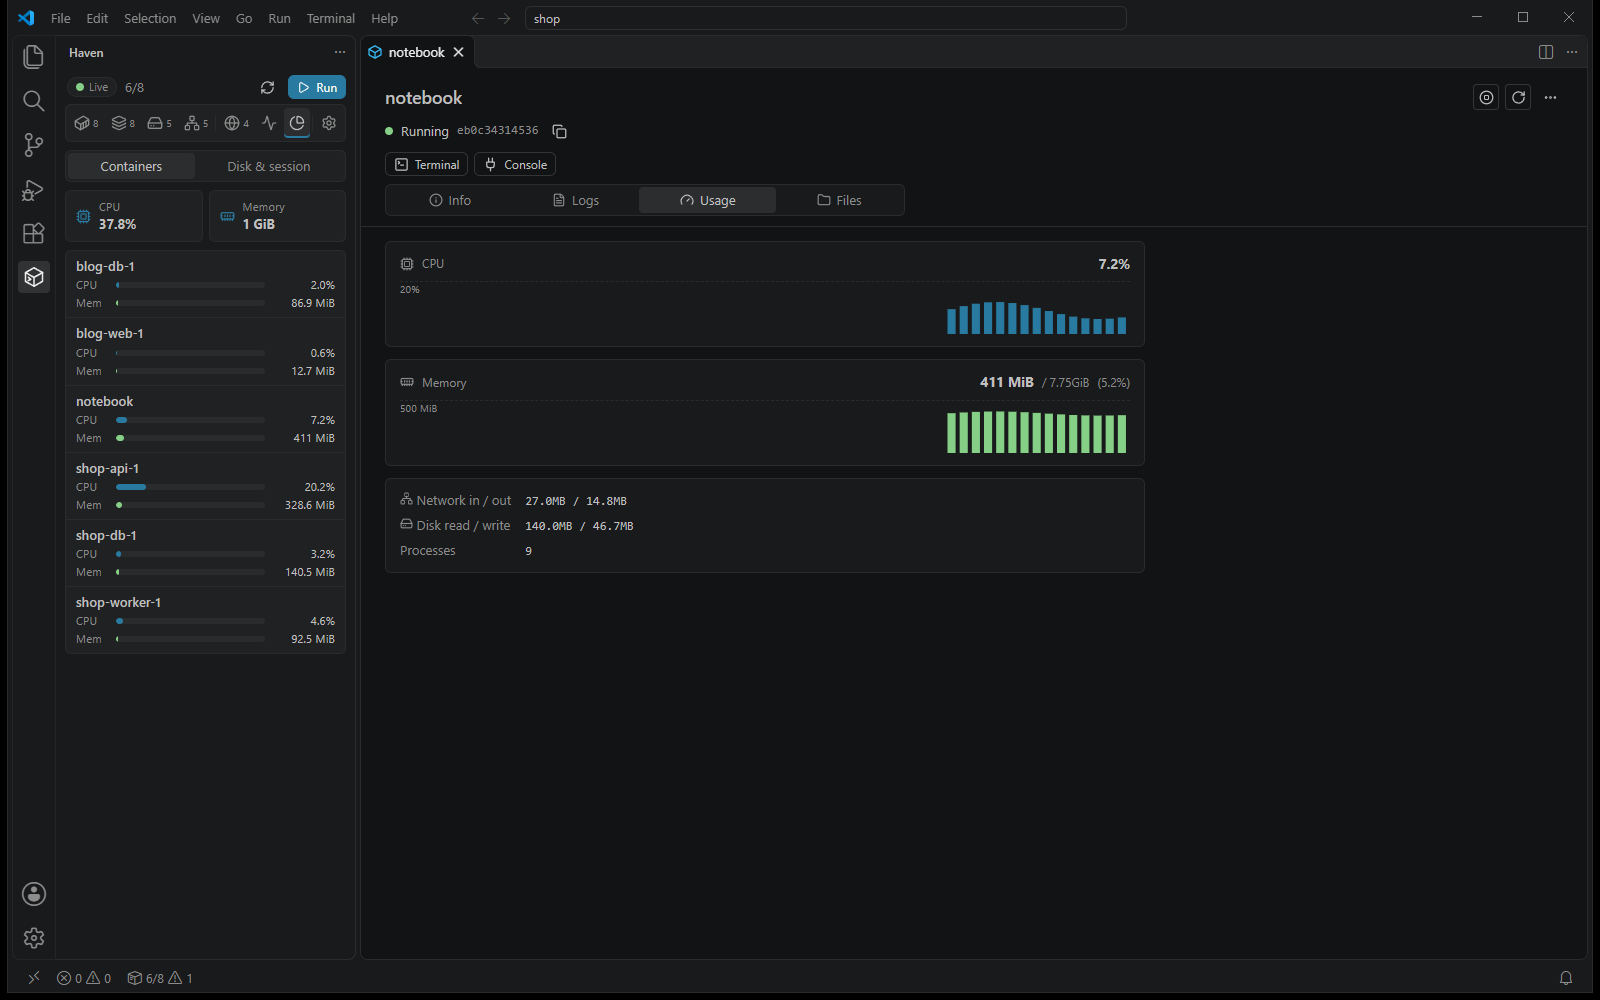 File Edit Selection View Go Run Terminal Help
shop
Haven
Live 6/8 Run
8 8 5 5 4
Containers Disk & session
CPU
37.8%
Memory
1 GiB
blog-db-1
CPU 2.0%
Mem 86.9 MiB
blog-web-1
CPU 0.6%
Mem 12.7 MiB
notebook
CPU 7.2%
Mem 411 MiB
shop-api-1
CPU 20.2%
Mem 328.6 MiB
shop-db-1
CPU 3.2%
Mem 140.5 MiB
shop-worker-1
CPU 4.6%
Mem 92.5 MiB
notebook
notebook
Running eb0c34314536
Terminal Console
Info Logs Usage Files
CPU 7.2%
20%
Memory 411 MiB / 7.75GiB (5.2%)
500 MiB
Network in / out 27.0MB / 14.8MB
Disk read / write 140.0MB / 46.7MB
Processes 9
0 0 6/8 1